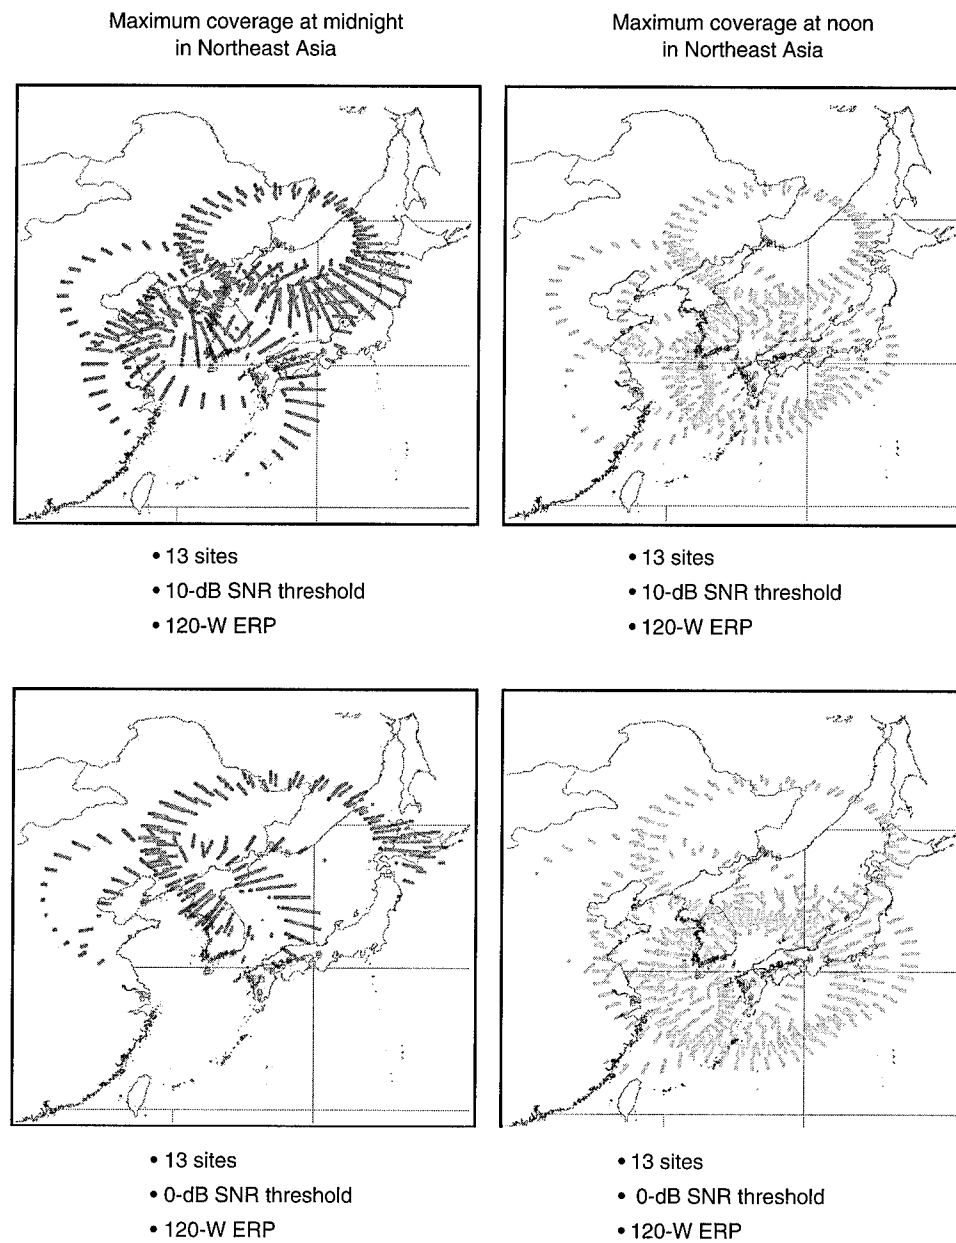 Maximum coverage at midnight
in Northeast Asia
Maximum coverage at noon
in Northeast Asia
• 13 sites
• 10-dB SNR threshold
• 120-W ERP
• 13 sites
• 10-dB SNR threshold
• 120-W ERP
• 13 sites
• 0-dB SNR threshold
• 120-W ERP
• 13 sites
• 0-dB SNR threshold
• 120-W ERP